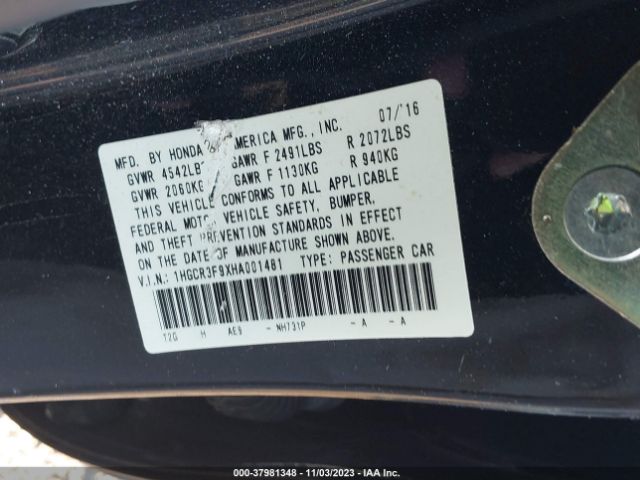 MFD. BY HONDA AMERICA MFG., INC. 07/'16
GVWR 4542LBS GAWR F 2491LBS R 2072LBS
GVWR 2060KG GAWR F 1130KG R 940KG
THIS VEHICLE CONFORMS TO ALL APPLICABLE
FEDERAL MOTOR VEHICLE SAFETY, BUMPER,
AND THEFT PREVENTION STANDARDS IN EFFECT
ON THE DATE OF MANUFACTURE SHOWN ABOVE.
V.I.N.: 1HGCR3F9XHA001481 TYPE: PASSENGER CAR
T2G H AE9 - NH731P - A - A
000-37981348 - 11/03/2023 - IAA Inc.